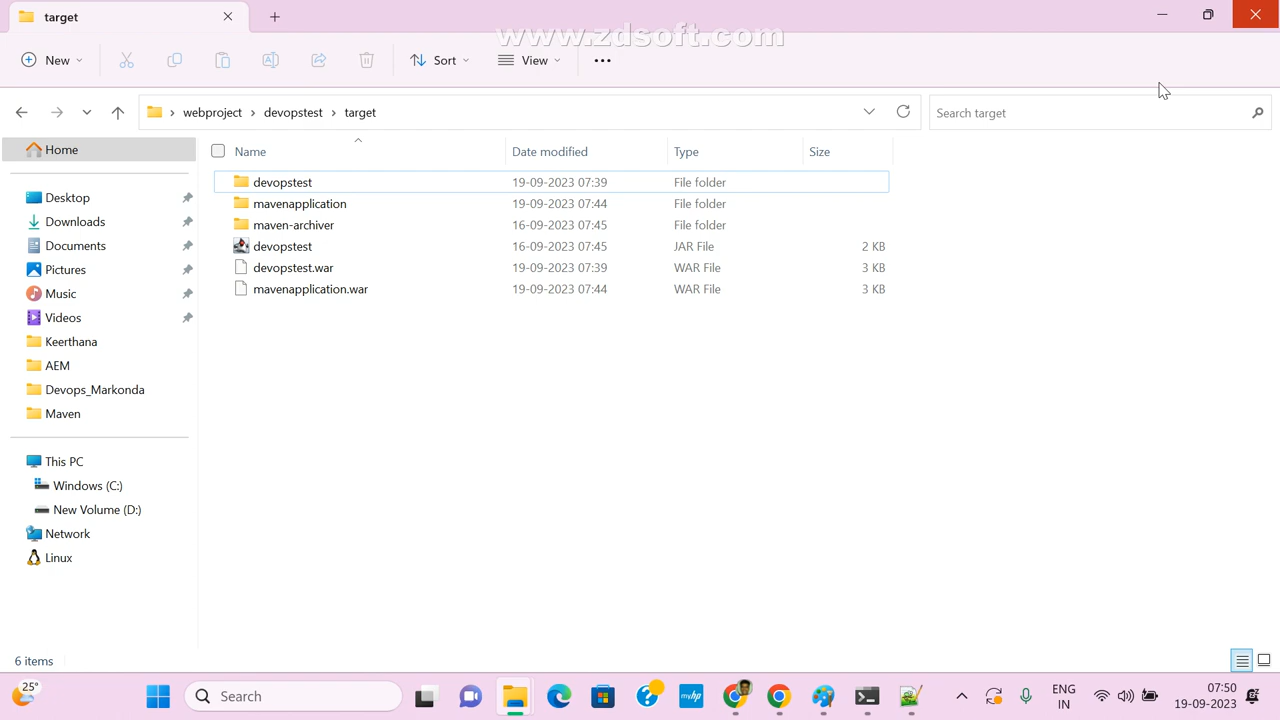 target
www.zdsoft.com
New
Sort
View
webproject
devopstest
target
Search target
Home
Name
Date modified
Type
Size
Desktop
Downloads
Documents
Pictures
Music
Videos
Keerthana
AEM
Devops_Markonda
Maven
This PC
Windows (C:)
New Volume (D:)
Network
Linux
devopstest 19-09-2023 07:39 File folder
mavenapplication 19-09-2023 07:44 File folder
maven-archiver 16-09-2023 07:45 File folder
devopstest 16-09-2023 07:45 JAR File 2 KB
devopstest.war 19-09-2023 07:39 WAR File 3 KB
mavenapplication.war 19-09-2023 07:44 WAR File 3 KB
6 items
25°
Search
myhp
ENG
IN
07:50
19-09-2023